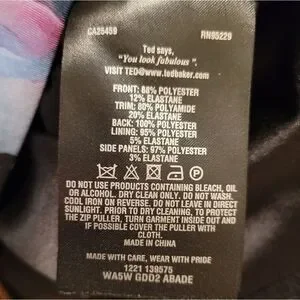 CA25459 RN95229
Ted says,
"You look fabulous".
VISIT TED@www.tedbaker.com
FRONT: 88% POLYESTER
12% ELASTANE
TRIM: 80% POLYAMIDE
20% ELASTANE
BACK: 100% POLYESTER
LINING: 95% POLYESTER
5% ELASTANE
SIDE PANELS: 97% POLYESTER
3% ELASTANE
DO NOT USE PRODUCTS CONTAINING BLEACH, OIL
OR ALCOHOL. DRY CLEAN ONLY. DO NOT WASH.
COOL IRON ON REVERSE. DO NOT LEAVE IN DIRECT
SUNLIGHT. PRIOR TO DRY CLEANING, TO PROTECT
THE ZIP PULLER, TURN GARMENT INSIDE OUT AND
IF POSSIBLE COVER THE PULLER WITH
CLOTH.
MADE IN CHINA
MADE WITH CARE, WEAR WITH PRIDE
1221 139575
WA5W GDD2 ABADE